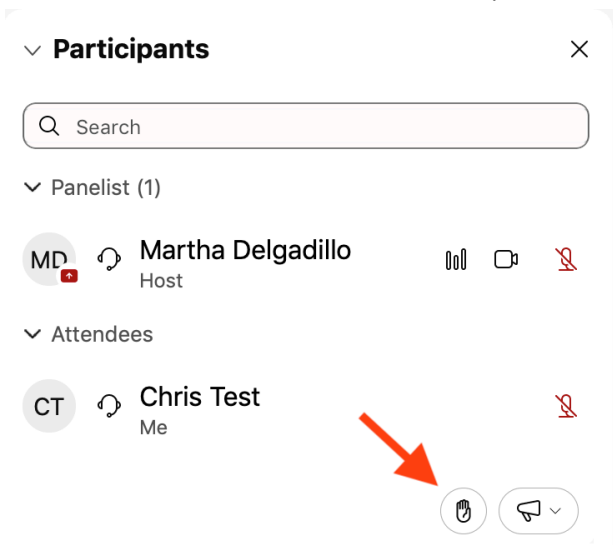 Participants
Search
Panelist (1)
MD
Martha Delgadillo
Host
Attendees
CT
Chris Test
Me